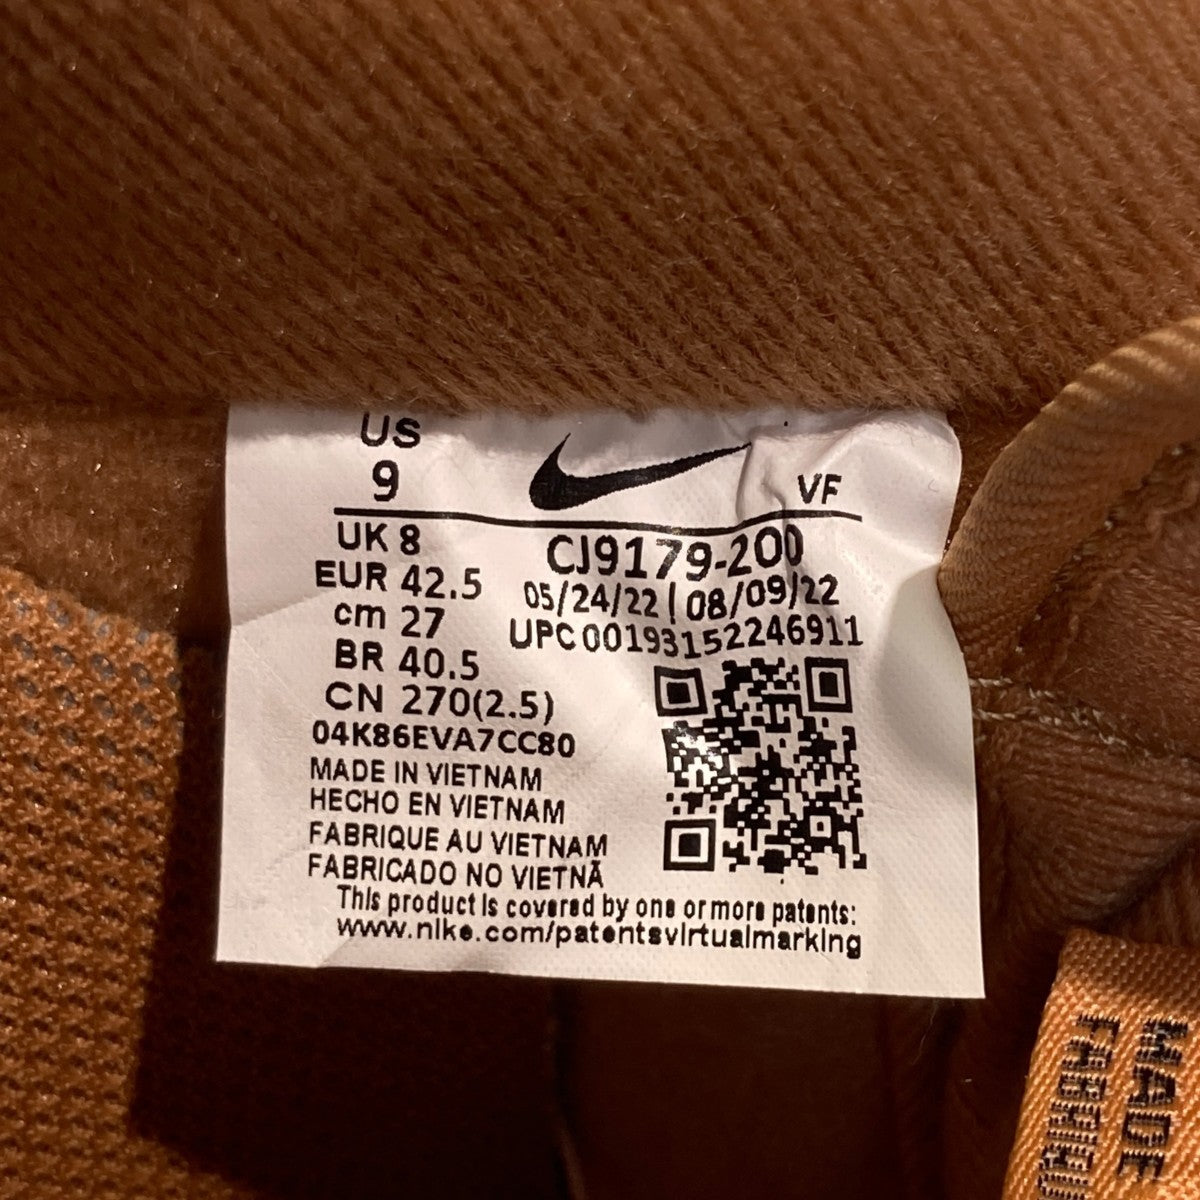 US
9
VF
UK 8
EUR 42.5
cm 27
BR 40.5
CN 270(2.5)
04K86EVA7CC80
CJ9179-200
05/24/22 | 08/09/22
UPC 00193152246911
MADE IN VIETNAM
HECHO EN VIETNAM
FABRIQUE AU VIETNAM
FABRICADO NO VIETNÃ
This product is covered by one or more patents:
www.nike.com/patentsvirtualmarking
MADE